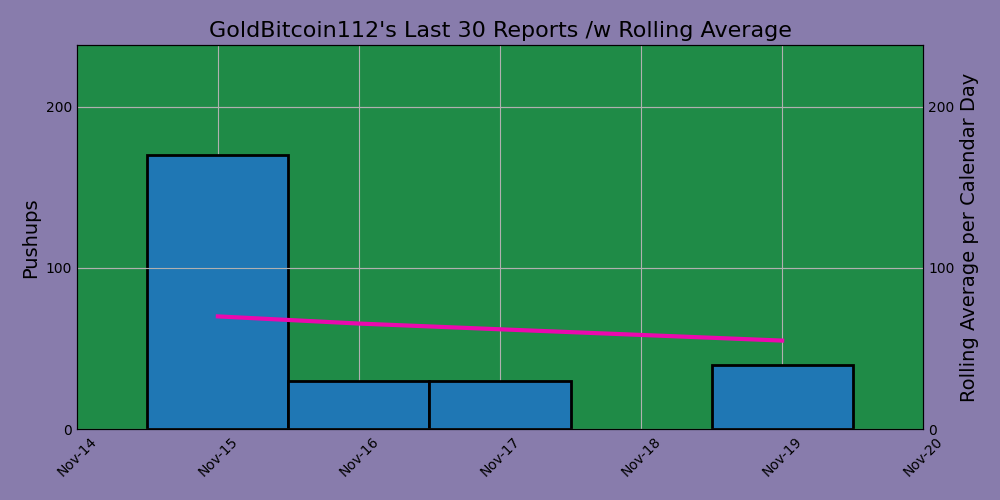 GoldBitcoin112's Last 30 Reports /w Rolling Average
Pushups
200
100
0
200
100
0
Rolling Average per Calendar Day
Nov-14
Nov-15
Nov-16
Nov-17
Nov-18
Nov-19
Nov-20